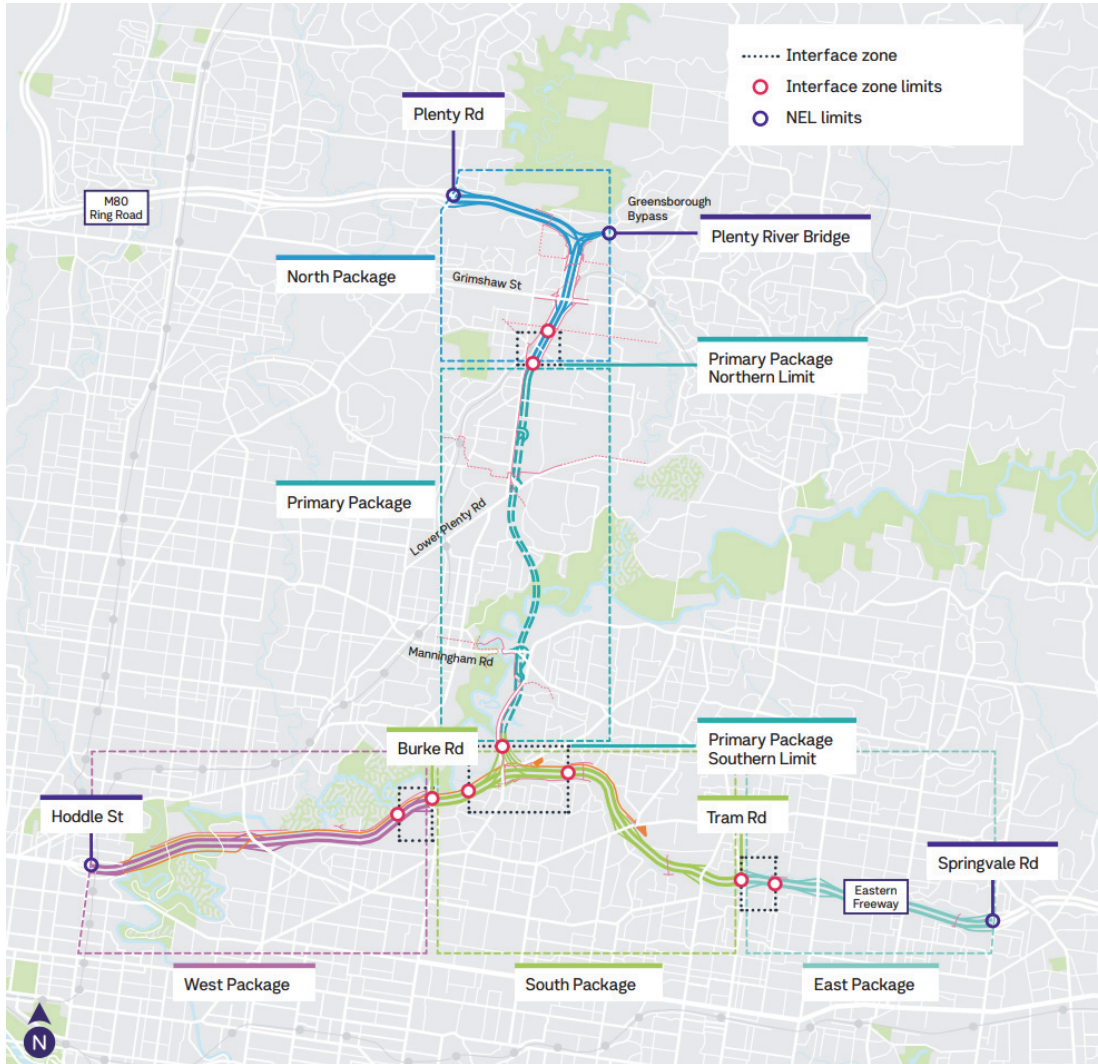 Interface zone
Interface zone limits
NEL limits
Plenty Rd
M80
Ring Road
Greensborough
Bypass
Plenty River Bridge
North Package
Grimshaw St
Primary Package
Northern Limit
Primary Package
Lower Plenty Rd
Manningham Rd
Burke Rd
Primary Package
Southern Limit
Hoddle St
Tram Rd
Springvale Rd
Eastern
Freeway
West Package
South Package
East Package
N